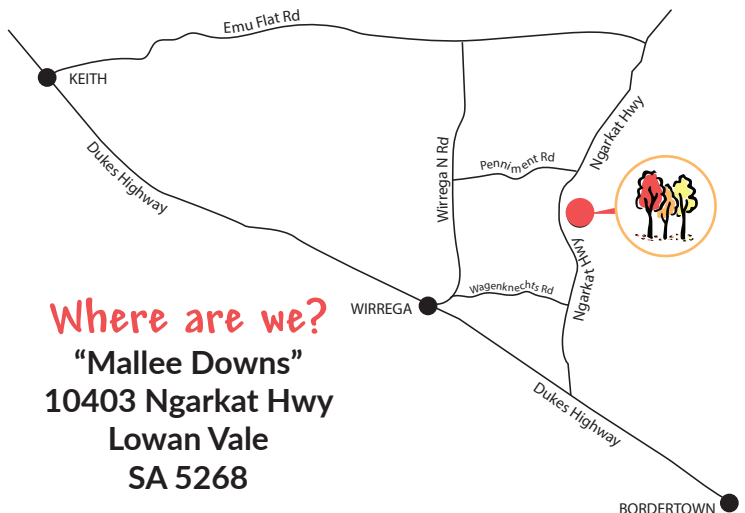 Emu Flat Rd
KEITH
Ngarkat Hwy
Dukes Highway
Wirrega N Rd
Penniment Rd
Ngarkat Hwy
Wagenknechts Rd
WIRREGA
Where are we?
“Mallee Downs”
10403 Ngarkat Hwy
Lowan Vale
SA 5268
Dukes Highway
BORDERTOWN